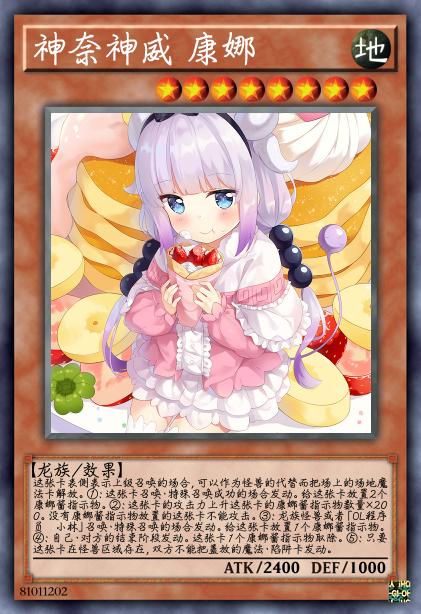 神奈神威 康娜
地
【龙族/效果】
这张卡表侧表示上级召唤的场合，可以作为怪兽的代替而把场上的场地魔
法卡解放。①：这张卡召唤·特殊召唤成功的场合发动。给这张卡放置2个
康娜酱指示物。②：这张卡的攻击力上升这张卡的康娜酱指示物数量×20
0。没有康娜酱指示物放置的这张卡不能攻击。③：龙族怪兽或者「OL程序
员 小林」召唤·特殊召唤的场合发动。给这张卡放置1个康娜酱指示物。
④：自己·对方的结束阶段发动。这张卡1个康娜酱指示物取除。⑤：只要
这张卡在怪兽区域存在，双方不能把盖放的魔法·陷阱卡发动。
ATK/2400 DEF/1000
81011202